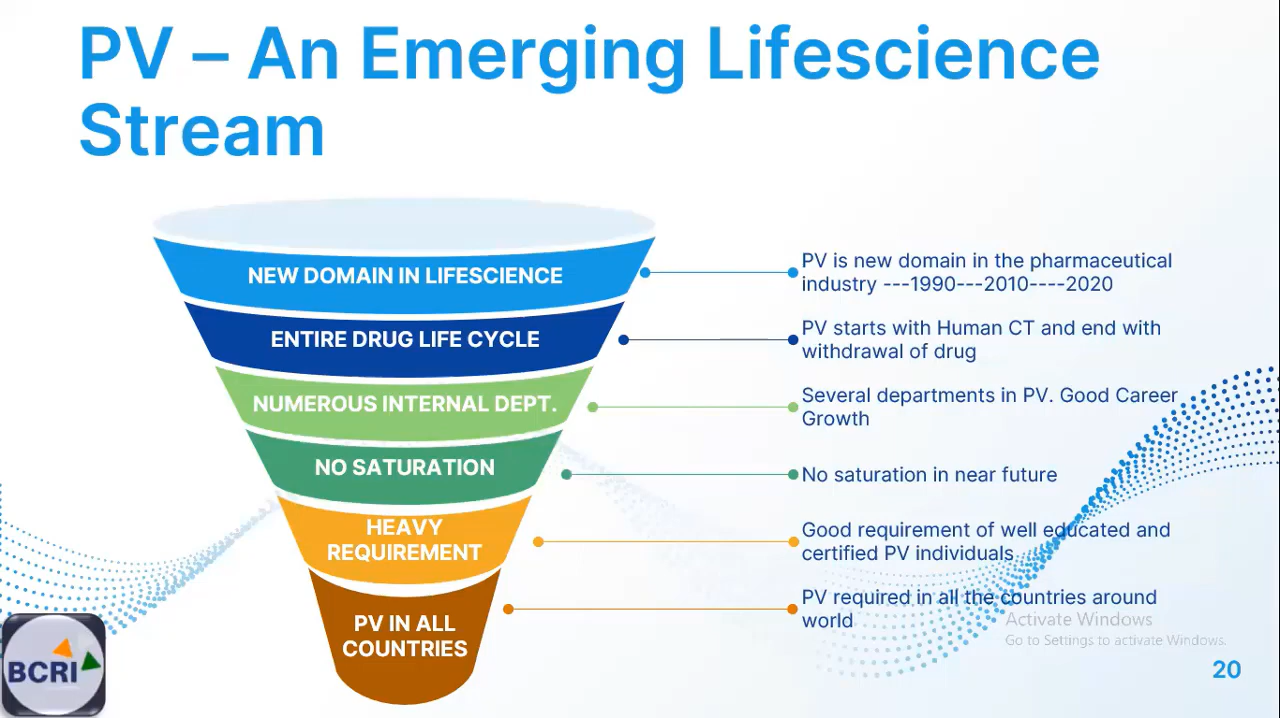 PV – An Emerging Lifescience
Stream
NEW DOMAIN IN LIFESCIENCE
PV is new domain in the pharmaceutical
industry ---1990---2010----2020
ENTIRE DRUG LIFE CYCLE
PV starts with Human CT and end with
withdrawal of drug
NUMEROUS INTERNAL DEPT.
Several departments in PV. Good Career
Growth
NO SATURATION
No saturation in near future
HEAVY
REQUIREMENT
Good requirement of well educated and
certified PV individuals
PV IN ALL
COUNTRIES
PV required in all the countries around
world
Activate Windows
Go to Settings to activate Windows.
BCRI
20